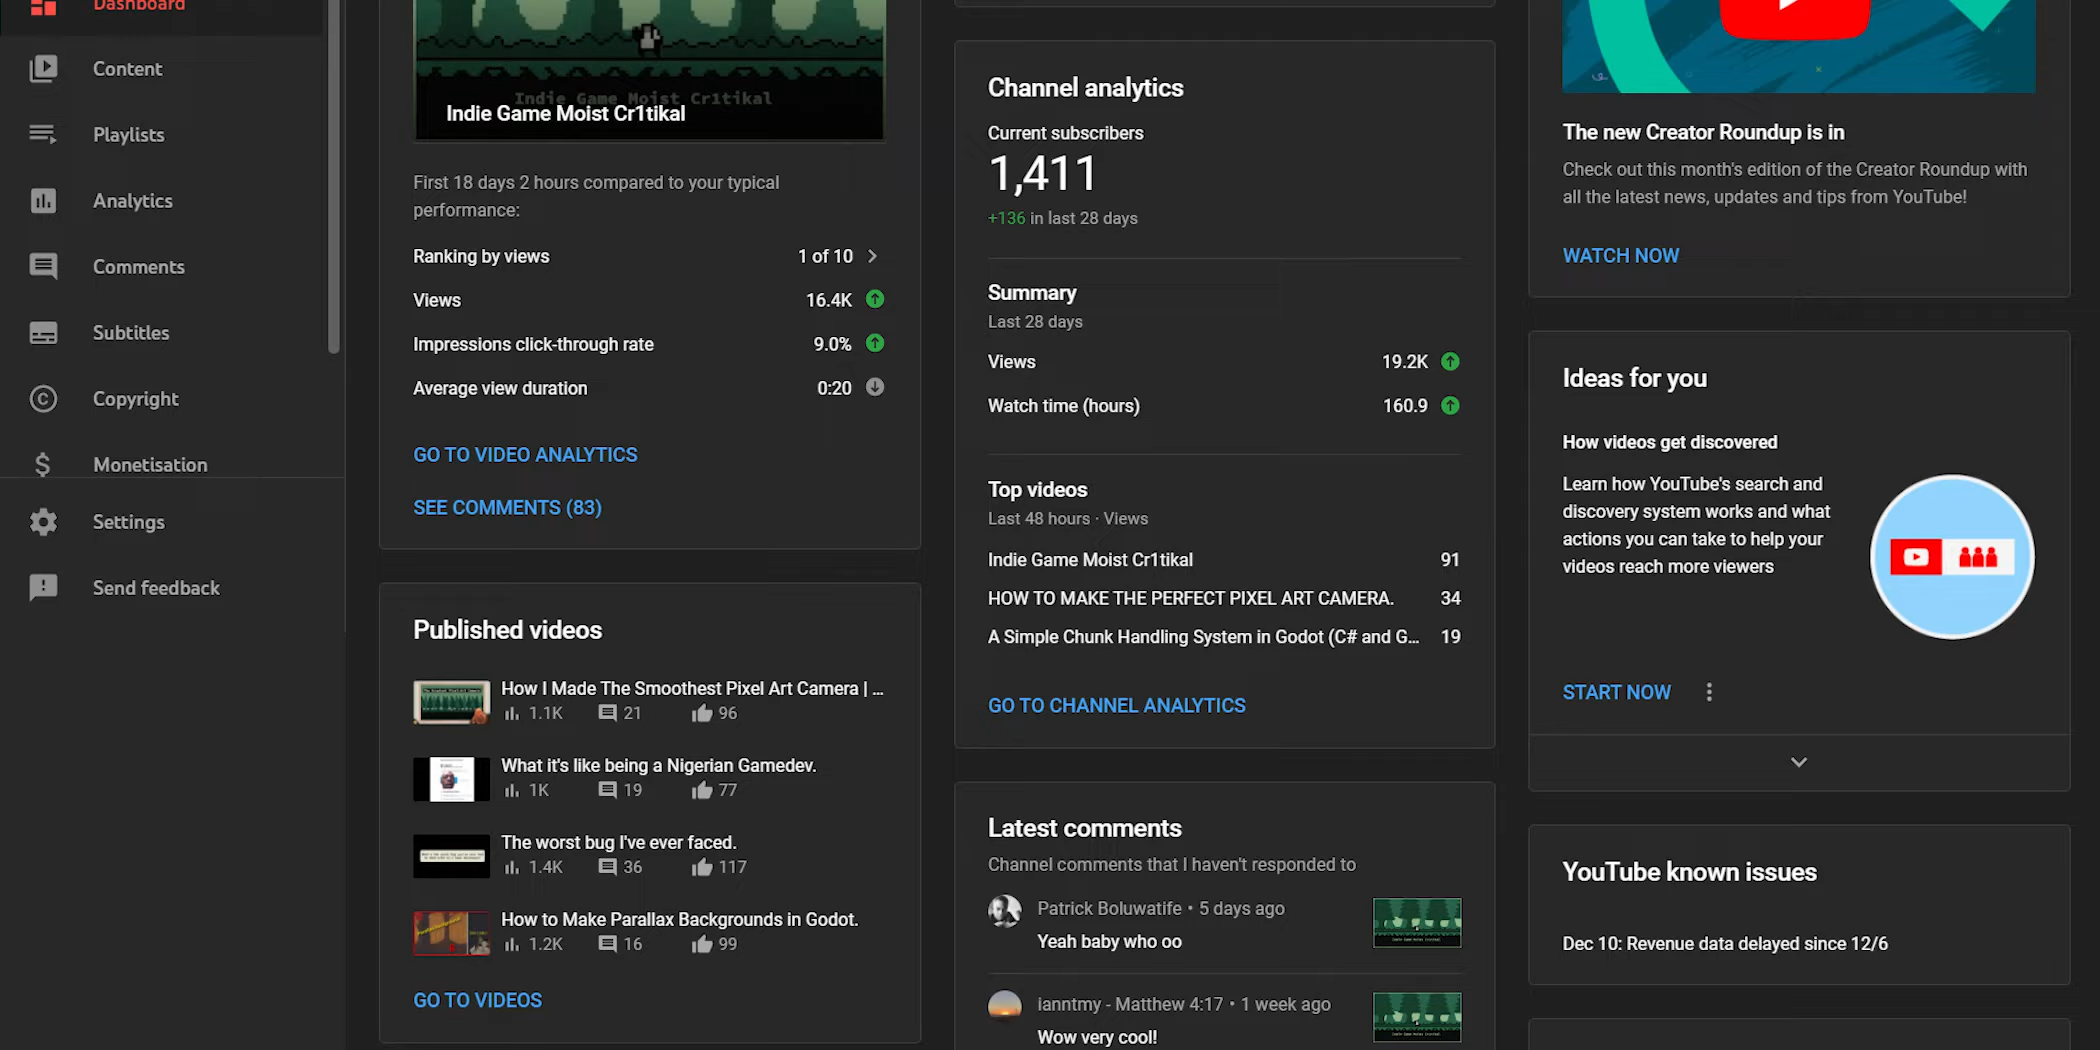 Dashboard
Content
Playlists
Analytics
Comments
Subtitles
Copyright
Monetisation
Settings
Send feedback
Indie Game Moist Cr1tikal
Indie Game Moist Cr1tikal
First 18 days 2 hours compared to your typical
performance:
Ranking by views 1 of 10
Views 16.4K
Impressions click-through rate 9.0%
Average view duration 0:20
GO TO VIDEO ANALYTICS
SEE COMMENTS (83)
Published videos
How I Made The Smoothest Pixel Art Camera | ...
1.1K 21 96
What it's like being a Nigerian Gamedev.
1K 19 77
The worst bug I've ever faced.
1.4K 36 117
How to Make Parallax Backgrounds in Godot.
1.2K 16 99
GO TO VIDEOS
Channel analytics
Current subscribers
1,411
+136 in last 28 days
Summary
Last 28 days
Views 19.2K
Watch time (hours) 160.9
Top videos
Last 48 hours · Views
Indie Game Moist Cr1tikal 91
HOW TO MAKE THE PERFECT PIXEL ART CAMERA. 34
A Simple Chunk Handling System in Godot (C# and G... 19
GO TO CHANNEL ANALYTICS
Latest comments
Channel comments that I haven't responded to
Patrick Boluwatife • 5 days ago
Yeah baby who oo
ianntmy - Matthew 4:17 • 1 week ago
Wow very cool!
The new Creator Roundup is in
Check out this month's edition of the Creator Roundup with
all the latest news, updates and tips from YouTube!
WATCH NOW
Ideas for you
How videos get discovered
Learn how YouTube's search and
discovery system works and what
actions you can take to help your
videos reach more viewers
START NOW
YouTube known issues
Dec 10: Revenue data delayed since 12/6